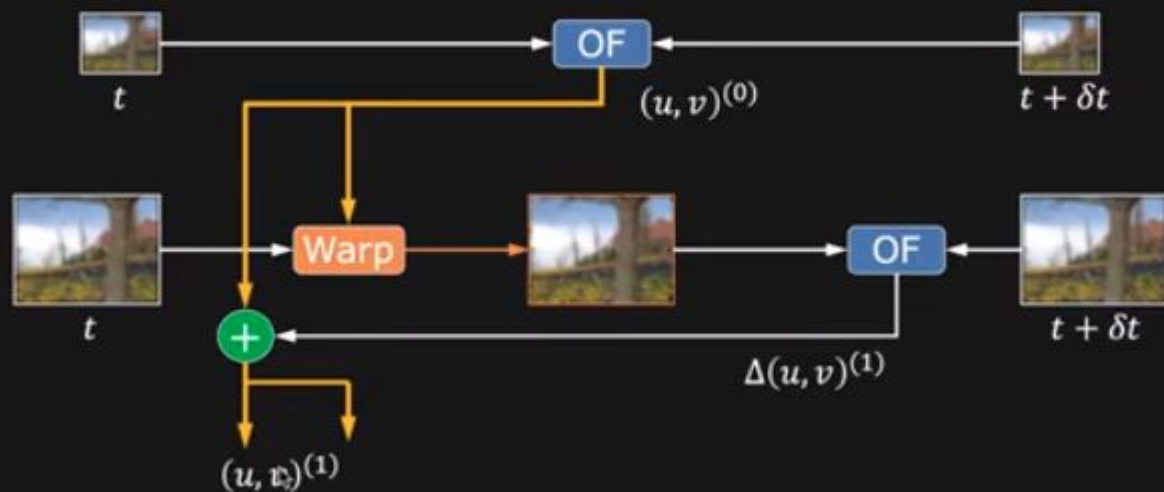 OF
t
(u, v)^(0)
t + δt
Warp
OF
t
+
t + δt
Δ(u, v)^(1)
(u, )^(1)